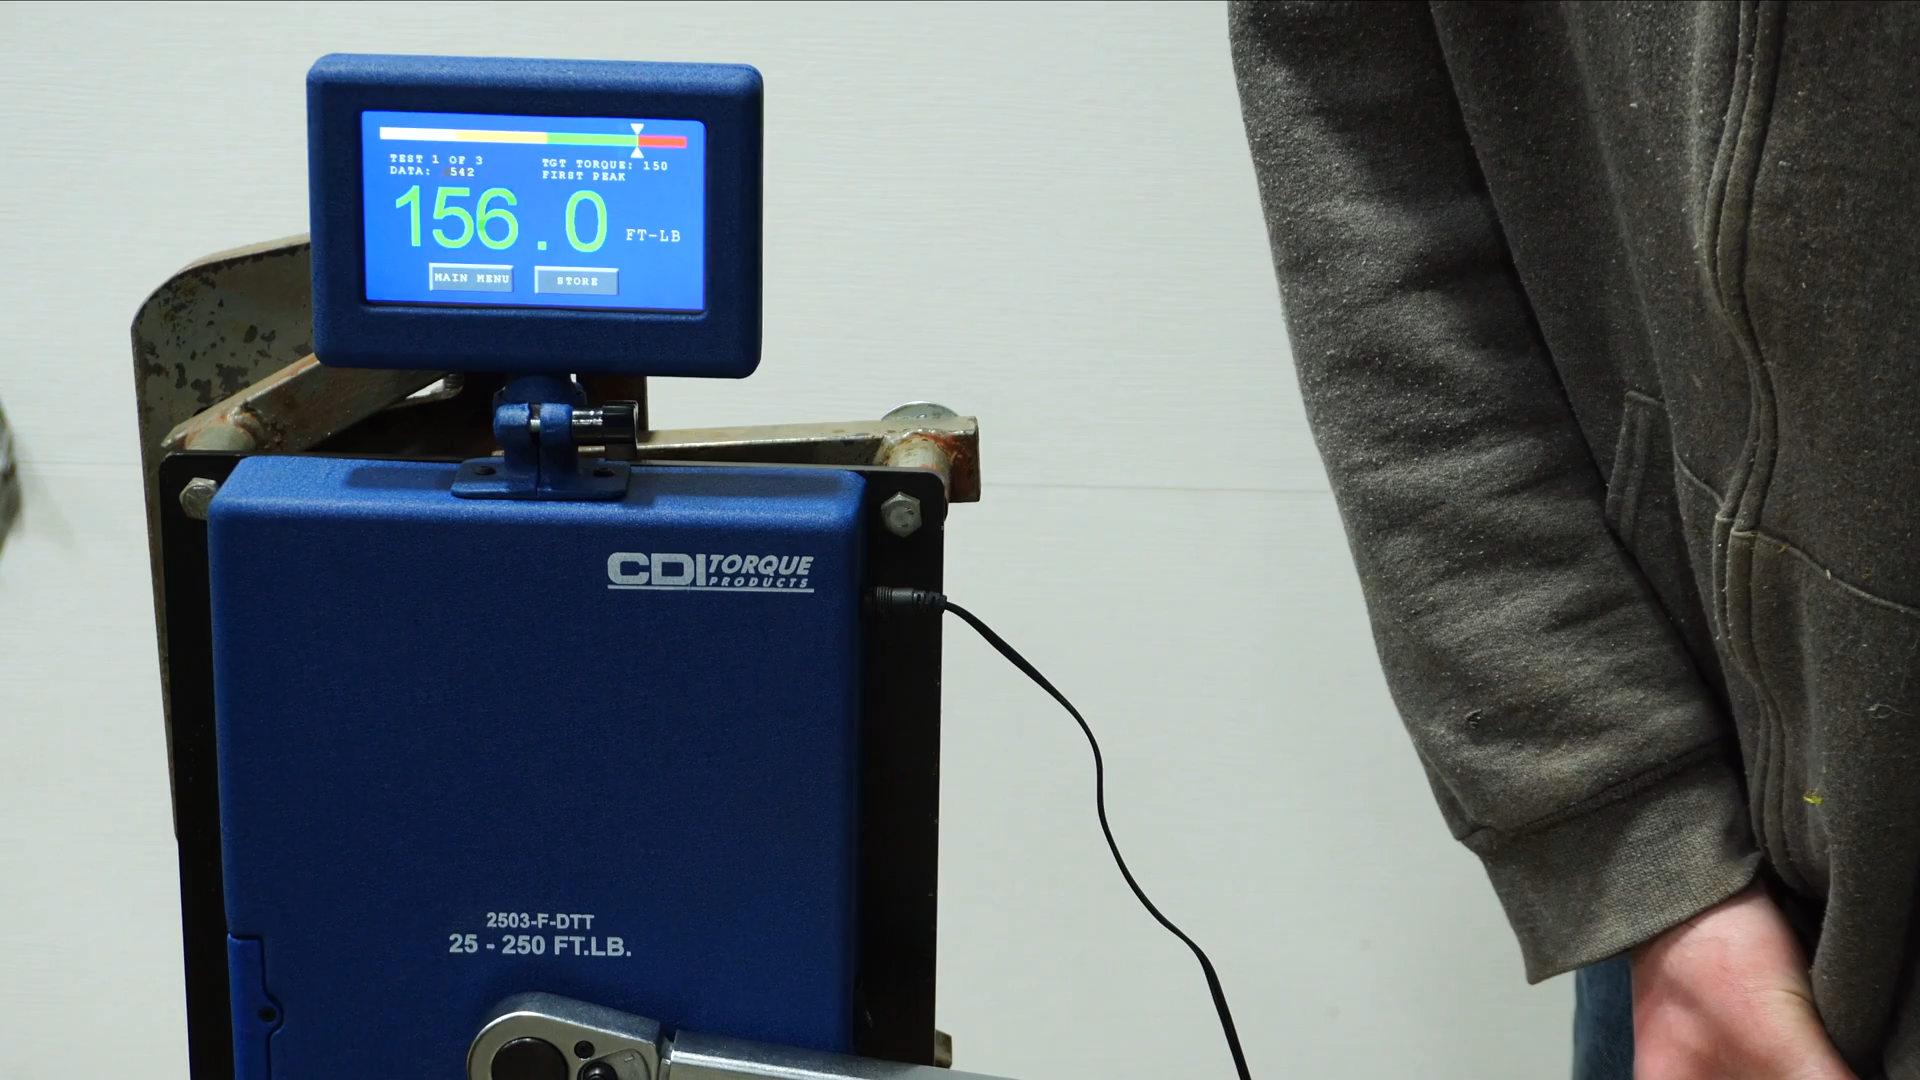 TEST 1 OF 3
DATA: 542
TGT TORQUE: 150
FIRST PEAK
156.0 FT-LB
MAIN MENU
STORE
CDI TORQUE
PRODUCTS
2503-F-DTT
25 - 250 FT.LB.